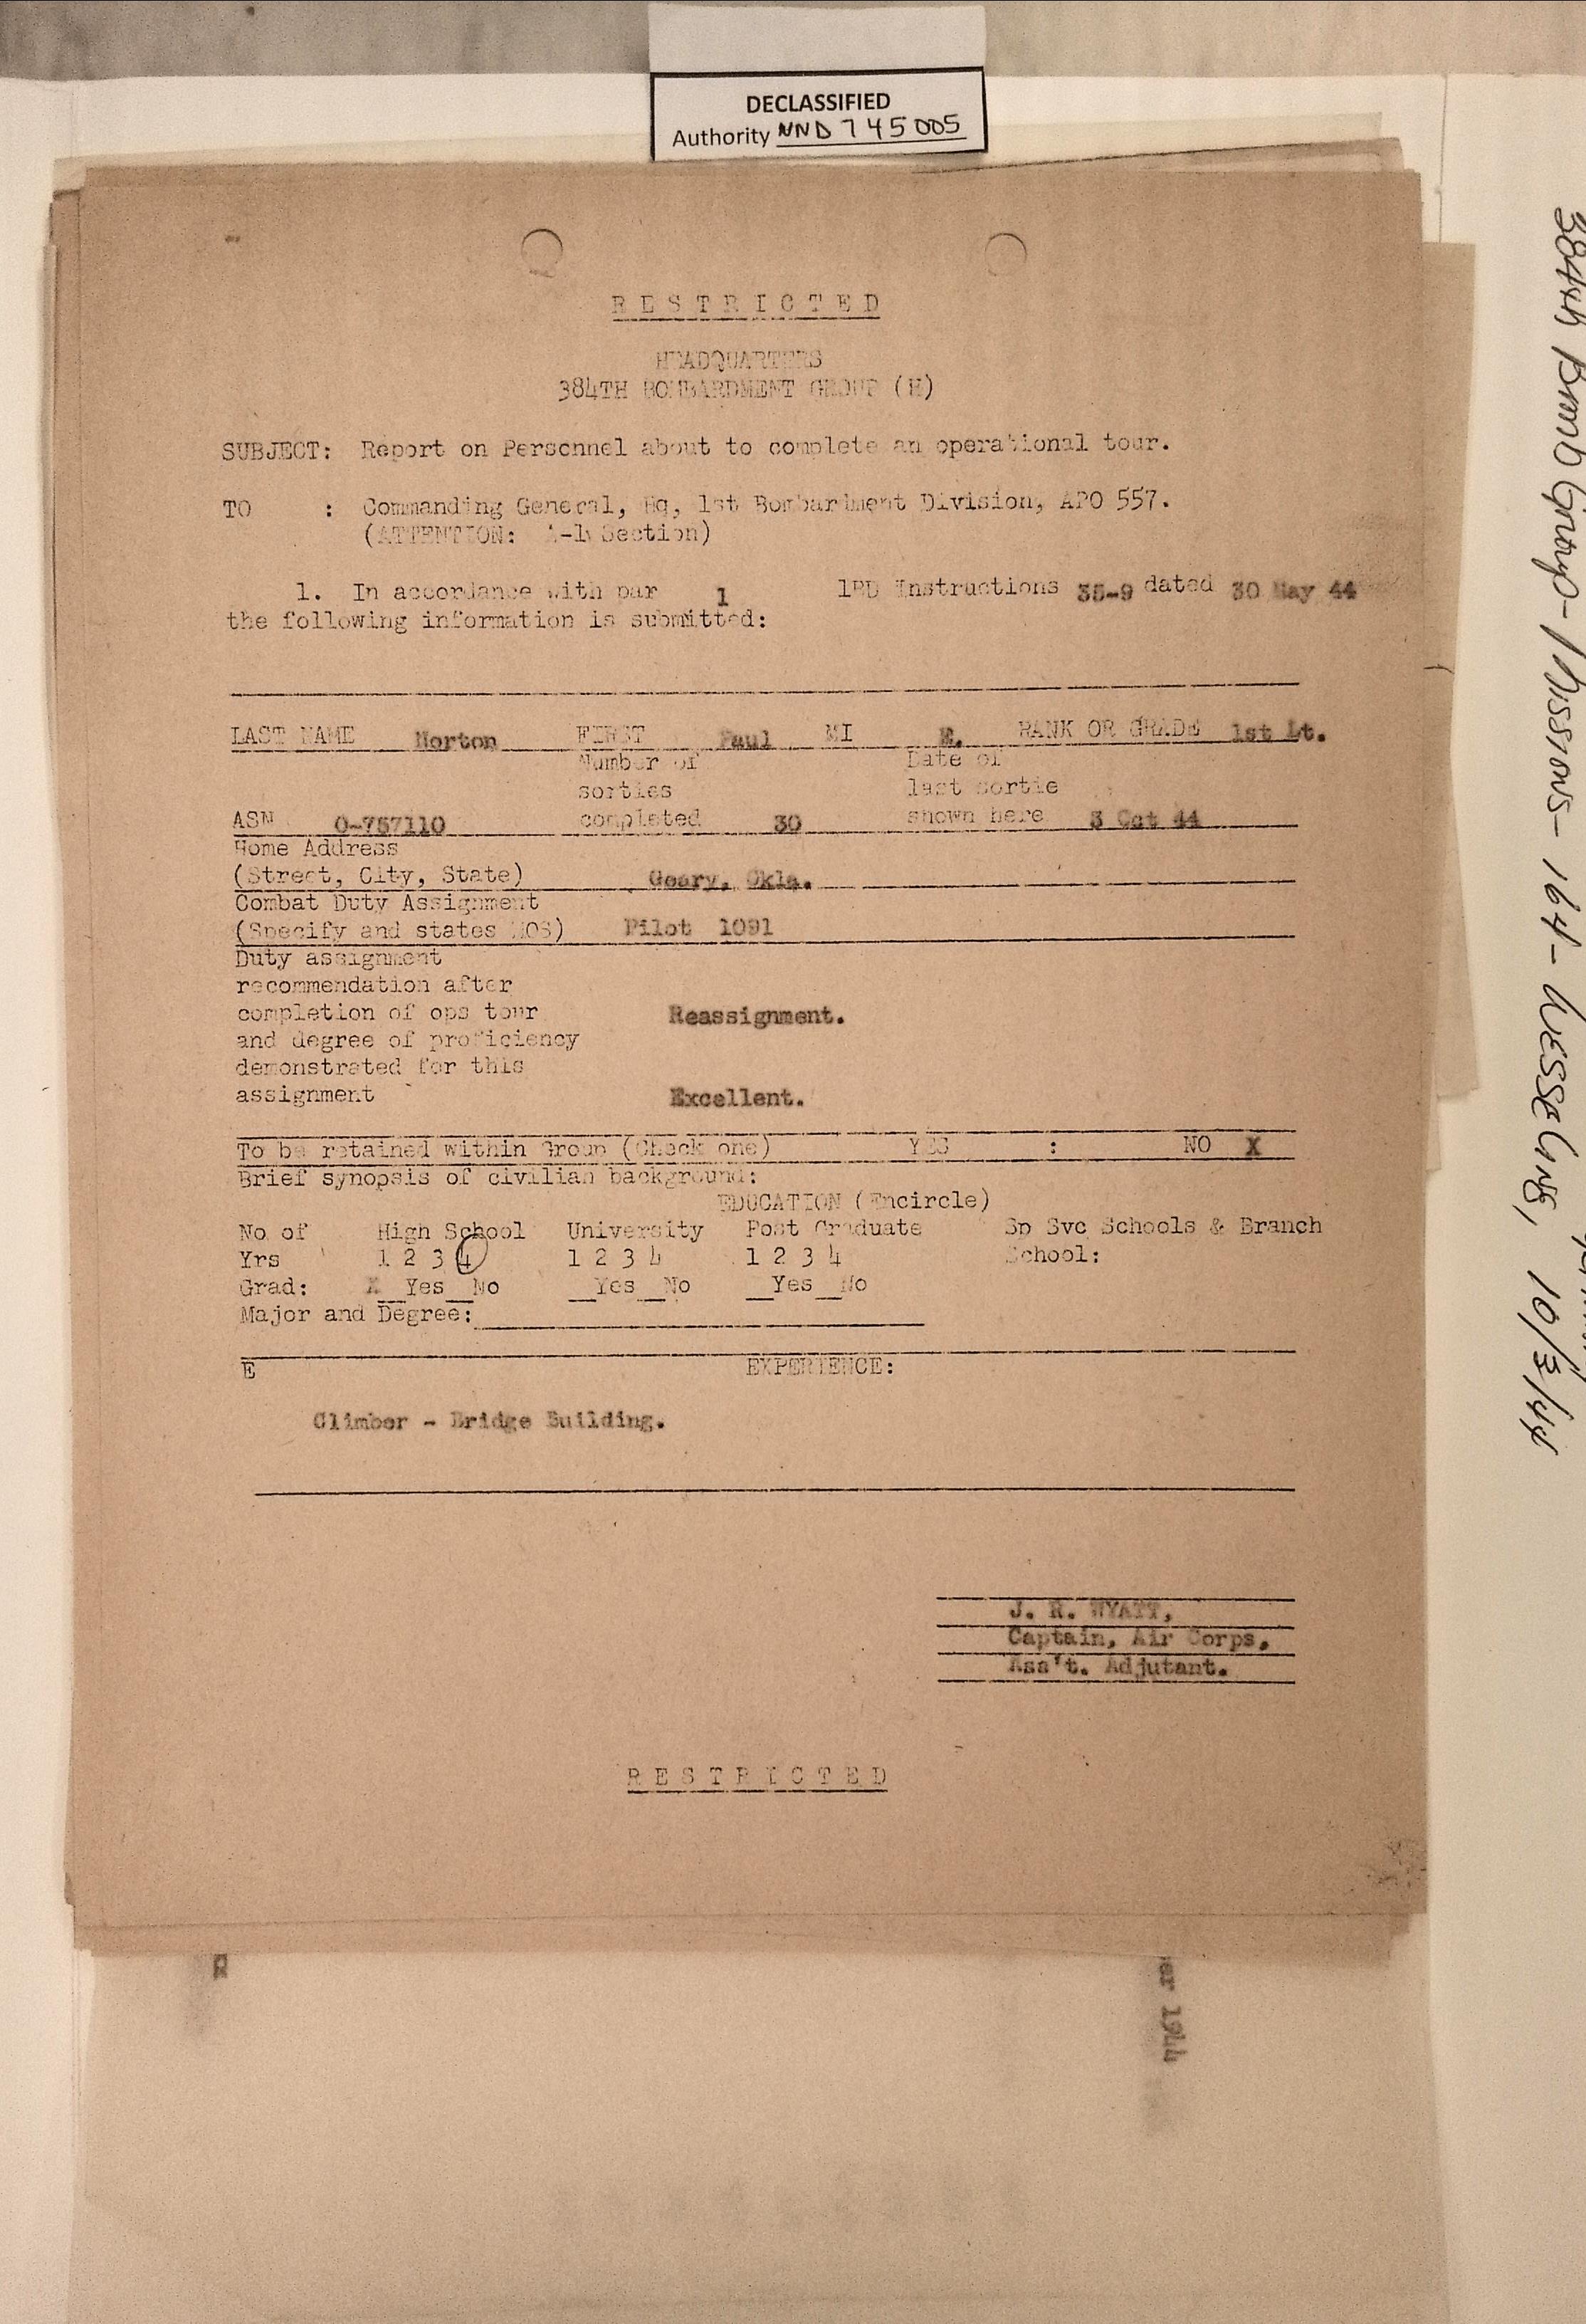 DECLASSIFIED
Authority NND 745005
RESTRICTED
HEADQUARTERS
384TH BOMBARDMENT GROUP (H)
SUBJECT: Report on Personnel about to complete an operational tour.
TO : Commanding General, Hq, 1st Bombardment Division, APO 557.
(ATTENTION: A-1 Section)
1. In accordance with par 1 1BD Instructions 35-9 dated 30 May 44
the following information is submitted:
LAST NAME FIRST Paul MI E. RANK OR GRADE 1st Lt.
Number of Date of
sorties last sortie
ASN O-757110 completed 30 shown here 3 Oct 44
Home Address
(Street, City, State) Geary, Okla.
Combat Duty Assignment
(Specify and states MOS) Pilot 1091
Duty assignment
recommendation after
completion of ops tour Reassignment.
and degree of proficiency
demonstrated for this
assignment Excellent.
To be retained within Group (Check one) YES : NO X
Brief synopsis of civilian background:
EDUCATION (Encircle)
No of High School University Post Graduate Sp Svc Schools & Branch
Yrs 1 2 3 4 1 2 3 4 1 2 3 4 School:
Grad: X Yes No Yes No Yes No
Major and Degree:
E EXPERIENCE:
Climber - Bridge Building.
J. R. WYATT,
Captain, Air Corps,
Ass't. Adjutant.
RESTRICTED
R
er 1944
384th Bomb Group - Missions - 164 - WESSELING, 10/3/44